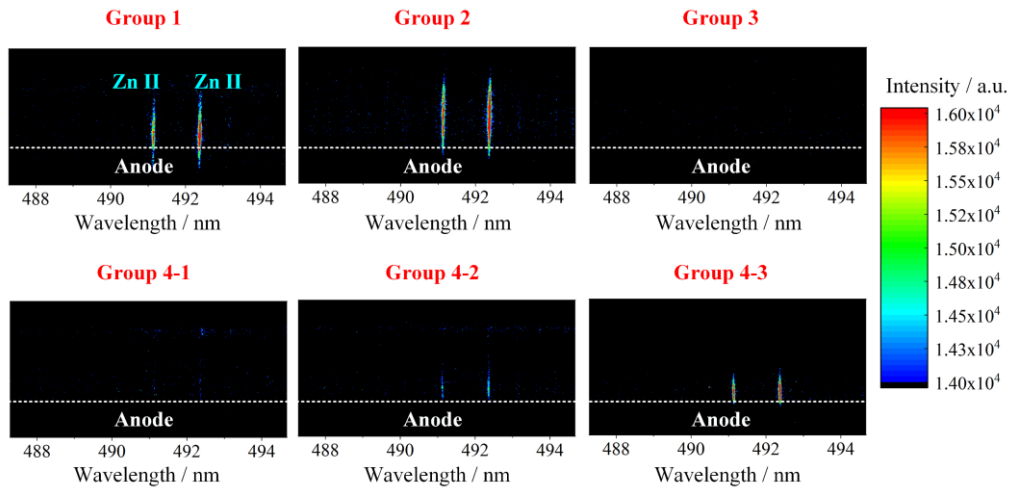 Group 1
Group 2
Group 3
Zn II
Zn II
Anode
Anode
Anode
488
490
492
494
488
490
492
494
488
490
492
494
Wavelength / nm
Wavelength / nm
Wavelength / nm
Group 4-1
Group 4-2
Group 4-3
Anode
Anode
Anode
488
490
492
494
488
490
492
494
488
490
492
494
Wavelength / nm
Wavelength / nm
Wavelength / nm
Intensity / a.u.
1.60x10⁴
1.58x10⁴
1.55x10⁴
1.52x10⁴
1.50x10⁴
1.48x10⁴
1.45x10⁴
1.43x10⁴
1.40x10⁴